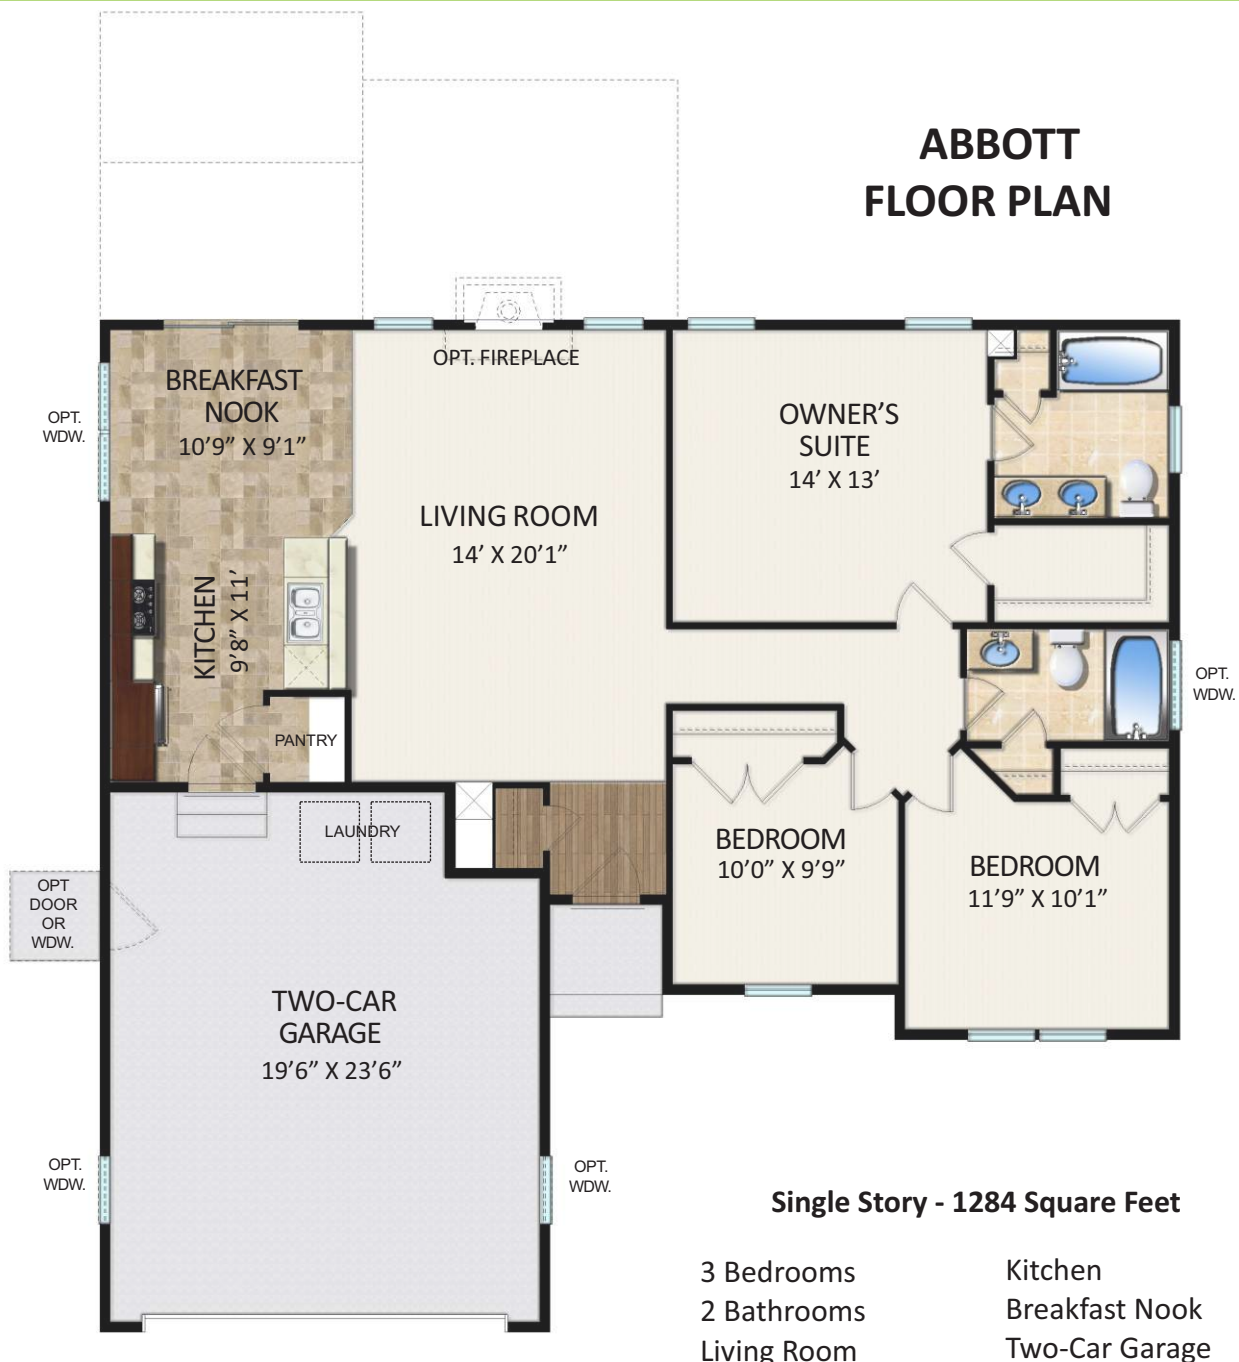 ABBOTT
FLOOR PLAN
OPT. FIREPLACE
BREAKFAST
NOOK
10’9” X 9’1”
OPT.
WDW.
OWNER’S
SUITE
14’ X 13’
LIVING ROOM
14’ X 20’1”
KITCHEN
9’8” X 11’
OPT.
WDW.
PANTRY
LAUNDRY
BEDROOM
10’0” X 9’9”
BEDROOM
11’9” X 10’1”
OPT
DOOR
OR
WDW.
TWO-CAR
GARAGE
19’6” X 23’6”
OPT.
WDW.
OPT.
WDW.
Single Story - 1284 Square Feet
3 Bedrooms
2 Bathrooms
Living Room
Kitchen
Breakfast Nook
Two-Car Garage